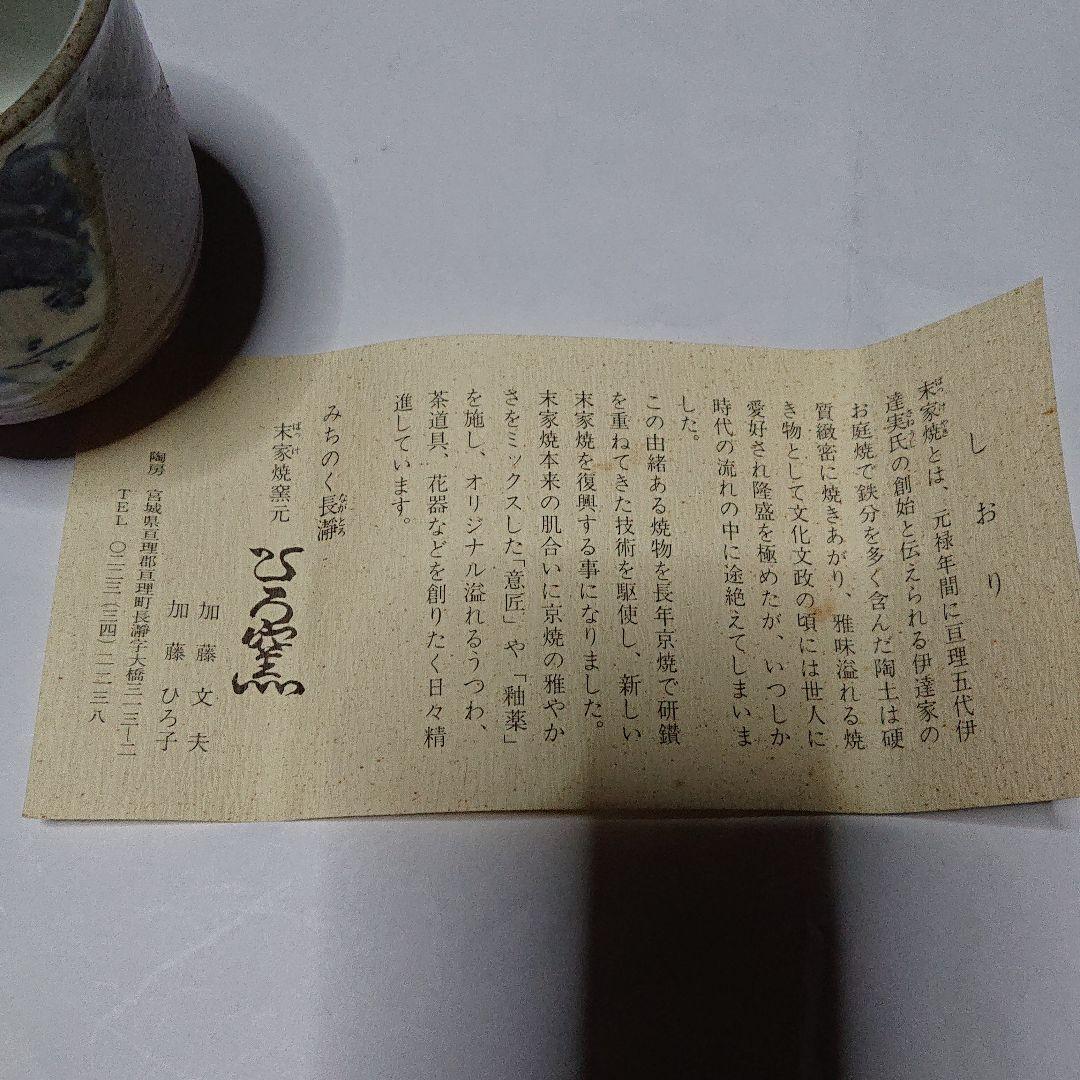 しおり
末家焼とは、元禄年間に亘理五代伊
達実氏の創始と伝えられる伊達家の
お庭焼で鉄分を多く含んだ陶土は硬
質緻密に焼きあがり、雅味溢れる焼
き物として文化文政の頃には世人に
愛好され隆盛を極めたが、いつしか
時代の流れの中に途絶えてしまいま
した。
この由緒ある焼物を長年京焼で研鑽
を重ねてきた技術を駆使し、新しい
末家焼を復興する事になりました。
末家焼本来の肌合いに京焼の雅やか
さをミックスした「意匠」や「釉薬」
を施し、オリジナル溢れるうつわ、
茶道具、花器などを創りたく日々精
進しています。
みちのく長瀞
末家焼窯元
ひろ窯
加藤文夫
加藤ひろ子
陶房 宮城県亘理郡亘理町長瀞字大橋三一三ー二
TEL 〇二二三(三四)一一三八